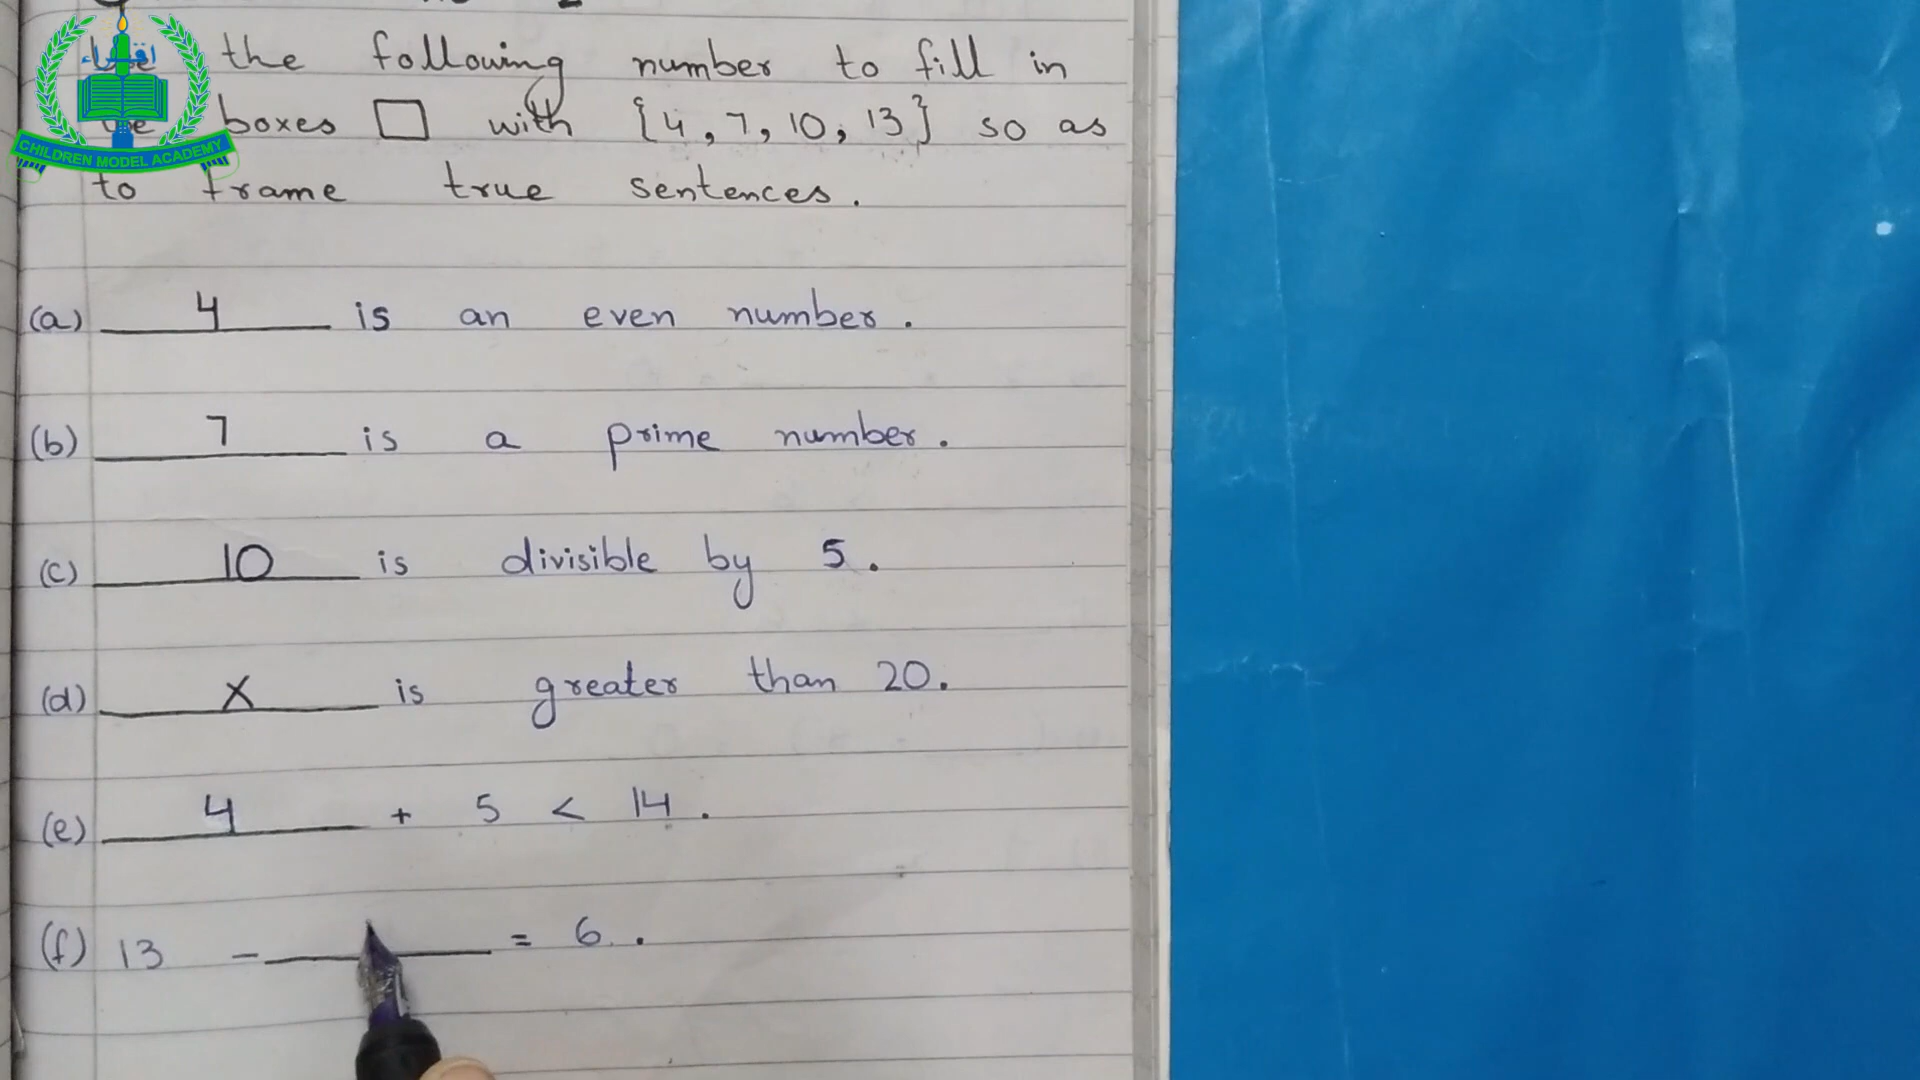 اقراء
CHILDREN MODEL ACADEMY
the following number to fill in
boxes □ with {4, 7, 10, 13} so as
to frame true sentences.
(a) 4 is an even number.
(b) 7 is a prime number.
(c) 10 is divisible by 5.
(d) X is greater than 20.
(e) 4 + 5 < 14.
(f) 13 - = 6.